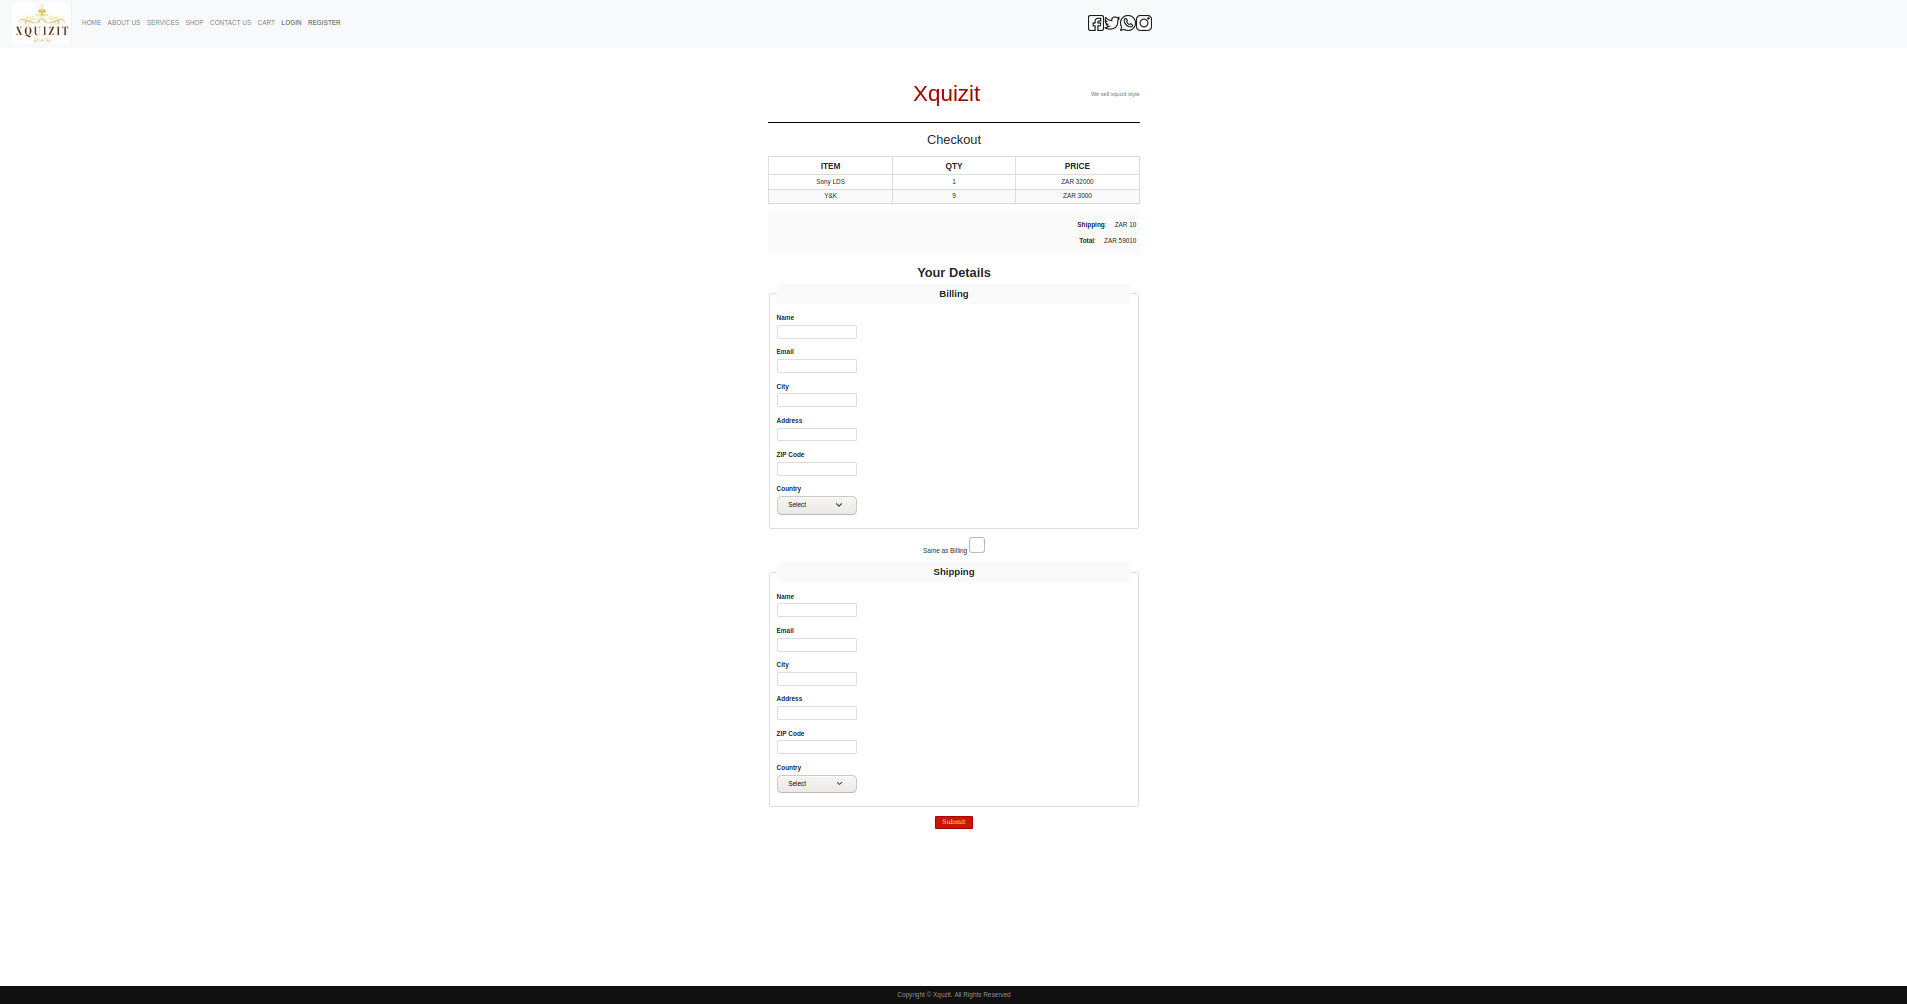 XQUIZIT HOME ABOUT US SERVICES SHOP CONTACT US CART LOGIN REGISTER
Xquizit We sell xquizit style
Checkout
ITEM QTY PRICE
Sony LDS 1 ZAR 32000
Y&K 9 ZAR 3000
Shipping: ZAR 10
Total: ZAR 59010
Your Details
Billing
Name
Email
City
Address
ZIP Code
Country
Select
Same as Billing
Shipping
Name
Email
City
Address
ZIP Code
Country
Select
Submit
Copyright © Xquzit. All Rights Reserved